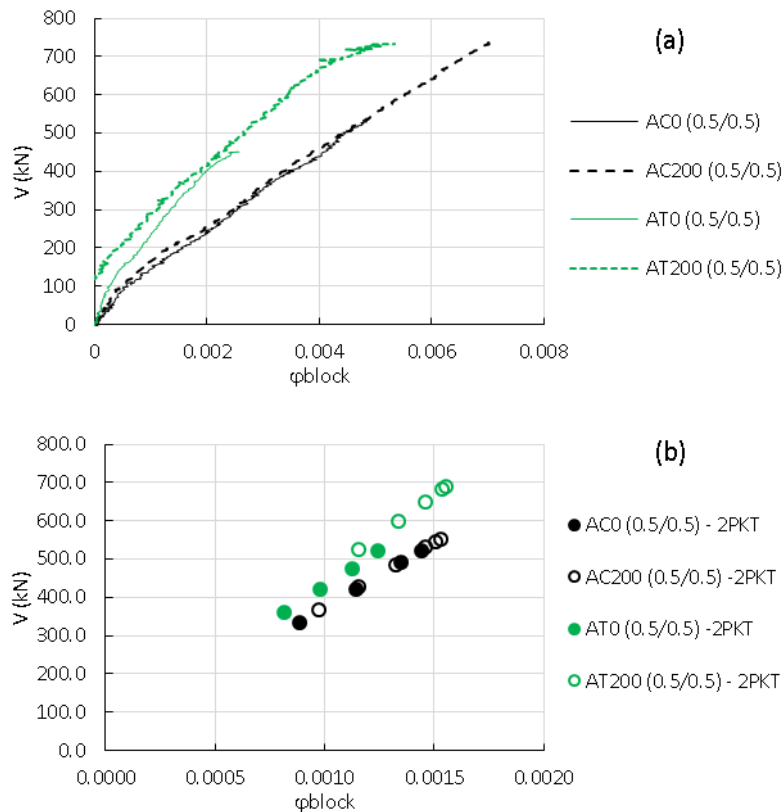 (a)
800
700
600
500
400
300
200
100
0
V (kN)
0
0.002
0.004
0.006
0.008
φblock
AC0 (0.5/0.5)
AC200 (0.5/0.5)
AT0 (0.5/0.5)
AT200 (0.5/0.5)
(b)
800.0
700.0
600.0
500.0
400.0
300.0
200.0
100.0
0.0
V (kN)
0.0000
0.0005
0.0010
0.0015
0.0020
φblock
AC0 (0.5/0.5) - 2PKT
AC200 (0.5/0.5) -2PKT
AT0 (0.5/0.5) -2PKT
AT200 (0.5/0.5) - 2PKT